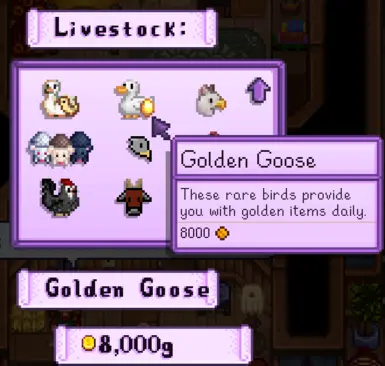 Livestock:
Golden Goose
These rare birds provide
you with golden items daily.
8000
Golden Goose
8,000g